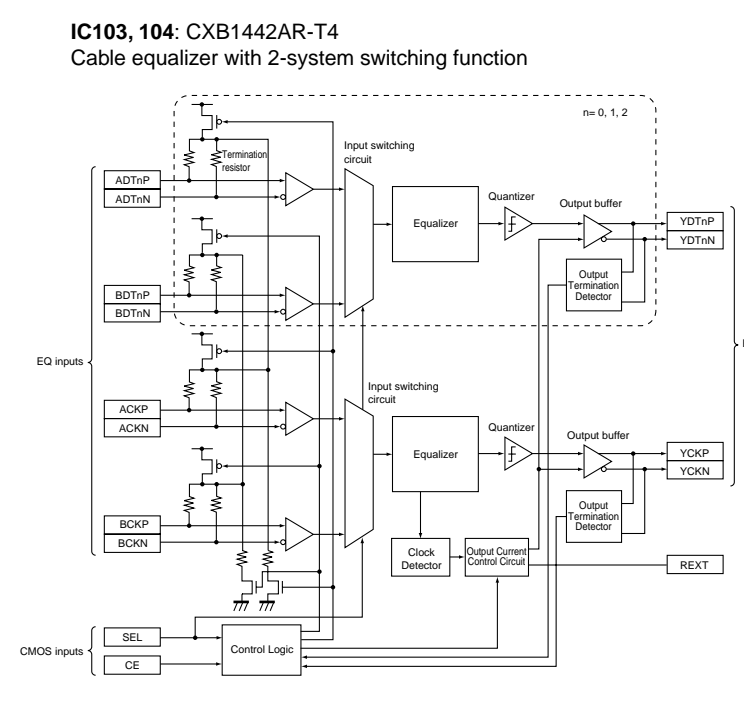 IC103, 104: CXB1442AR-T4
Cable equalizer with 2-system switching function
n= 0, 1, 2
Termination
resistor
Input switching
circuit
ADTnP
ADTnN
Equalizer
Quantizer
Output buffer
YDTnP
YDTnN
BDTnP
BDTnN
Output
Termination
Detector
EQ inputs
Input switching
circuit
ACKP
ACKN
Equalizer
Quantizer
Output buffer
YCKP
YCKN
BCKP
BCKN
Output
Termination
Detector
Clock
Detector
Output Current
Control Circuit
REXT
CMOS inputs
SEL
CE
Control Logic